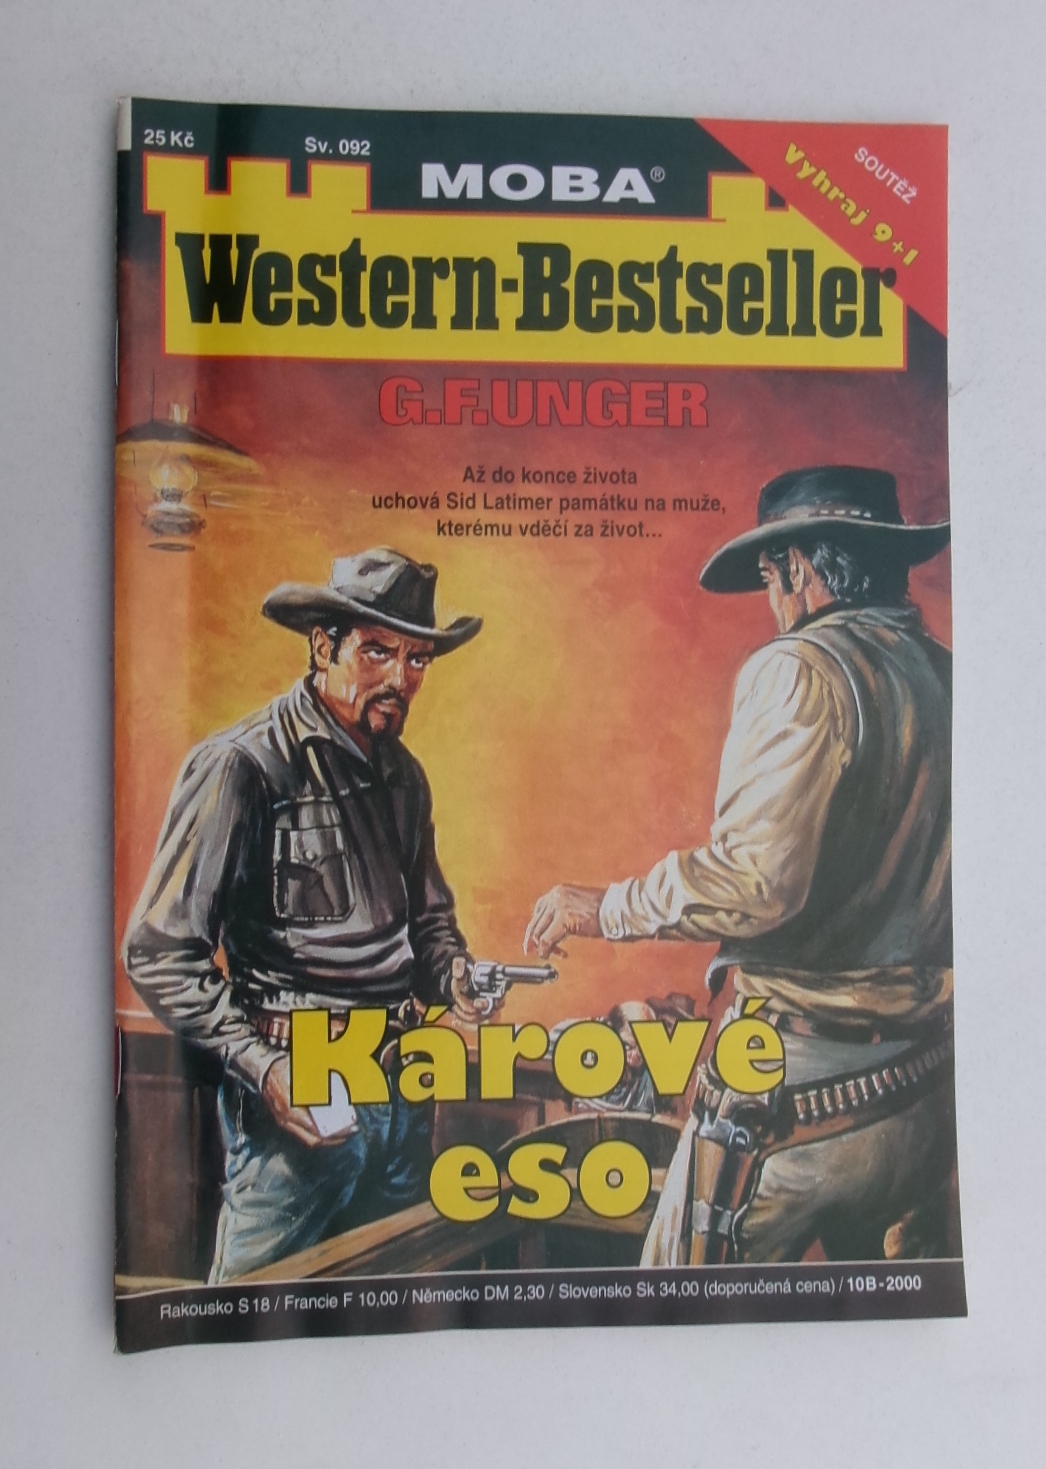 25 Kč
Sv. 092
MOBA®
SOUTĚŽ
Vyhraj 9+1
Western-Bestseller
G.F.UNGER
Až do konce života
uchová Sid Latimer památku na muže,
kterému vděčí za život...
Kárové
eso
Rakousko S 18 / Francie F 10,00 / Německo DM 2,30 / Slovensko Sk 34,00 (doporučená cena) / 10B-2000